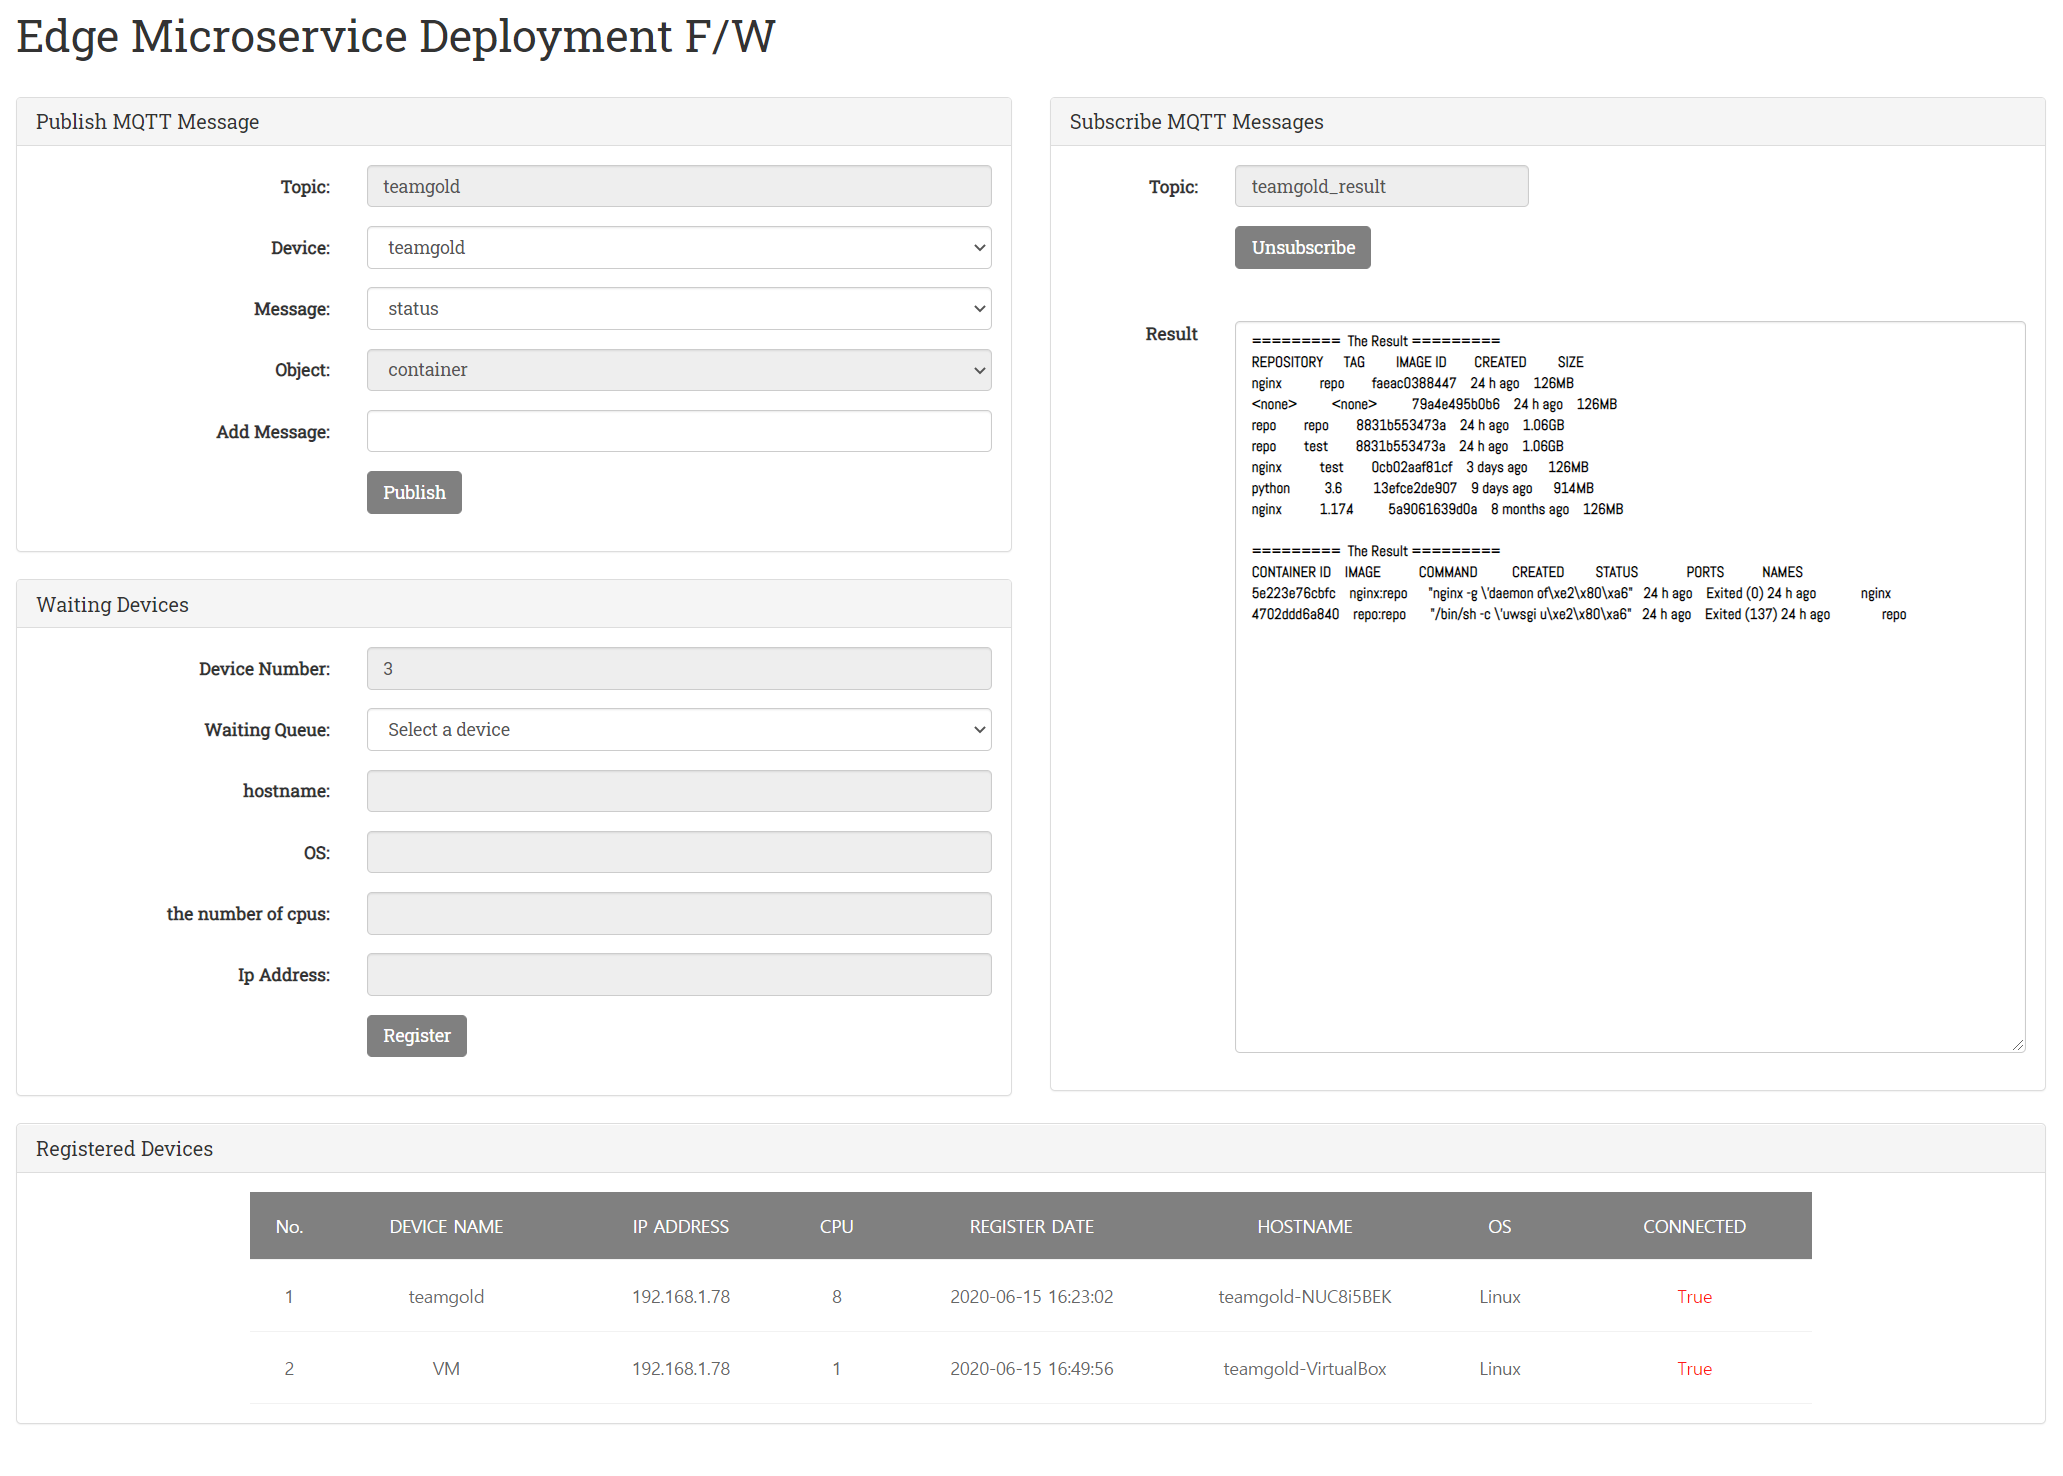 Edge Microservice Deployment F/W
Publish MQTT Message
Topic: teamgold
Device: teamgold
Message: status
Object: container
Add Message:
Publish
Waiting Devices
Device Number: 3
Waiting Queue: Select a device
hostname:
OS:
the number of cpus:
Ip Address:
Register
Subscribe MQTT Messages
Topic: teamgold_result
Unsubscribe
Result
========= The Result =========
REPOSITORY TAG IMAGE ID CREATED SIZE
nginx repo faeac0388447 24 h ago 126MB
<none> <none> 79a4e495b0b6 24 h ago 126MB
repo repo 8831b553473a 24 h ago 1.06GB
repo test 8831b553473a 24 h ago 1.06GB
nginx test 0cb02aaf81cf 3 days ago 126MB
python 3.6 13efce2de907 9 days ago 914MB
nginx 1.17.4 5a9061639d0a 8 months ago 126MB
========= The Result =========
CONTAINER ID IMAGE COMMAND CREATED STATUS PORTS NAMES
5e223e76cbfc nginx:repo "nginx -g \'daemon of\xe2\x80\xa6" 24 h ago Exited (0) 24 h ago nginx
4702ddd6a840 repo:repo "/bin/sh -c \'uwsgi u\xe2\x80\xa6" 24 h ago Exited (137) 24 h ago repo
Registered Devices
No. DEVICE NAME IP ADDRESS CPU REGISTER DATE HOSTNAME OS CONNECTED
1 teamgold 192.168.1.78 8 2020-06-15 16:23:02 teamgold-NUC8i5BEK Linux True
2 VM 192.168.1.78 1 2020-06-15 16:49:56 teamgold-VirtualBox Linux True